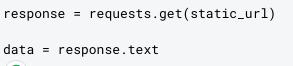 response = requests.get(static_url)
data = response.text